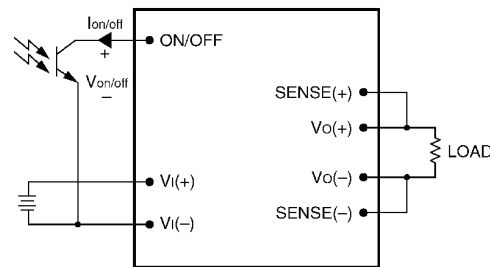 Ion/off
+
ON/OFF
Von/off
–
SENSE(+)
VO(+)
LOAD
VI(+)
VO(–)
VI(–)
SENSE(–)